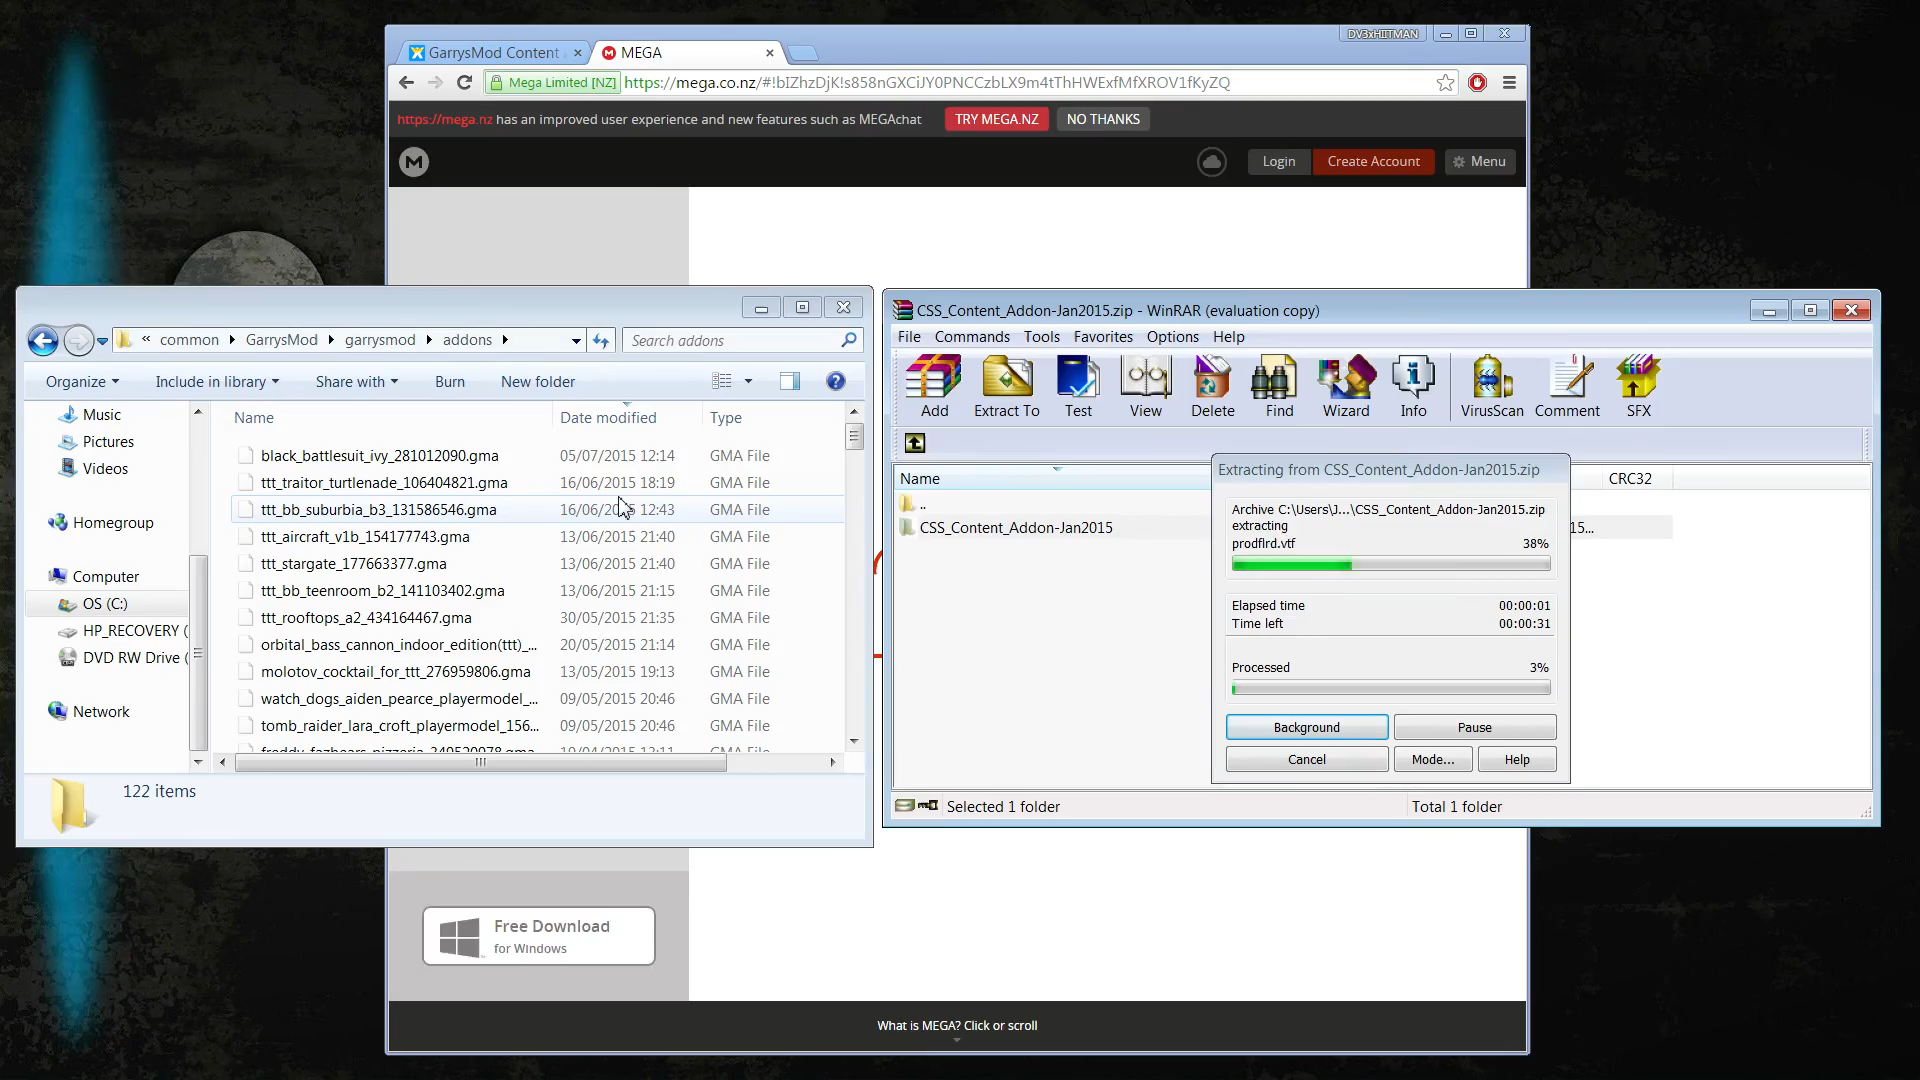 DV3xHITMAN
GarrysMod Content
MEGA
Mega Limited [NZ]
https://mega.co.nz/#!bIZhzDjK!s858nGXCiJY0PNCCzbLX9m4tThHWExfMfXROV1fKyZQ
https://mega.nz has an improved user experience and new features such as MEGAchat
TRY MEGA.NZ
NO THANKS
M
Login
Create Account
Menu
common
GarrysMod
garrysmod
addons
Search addons
Organize
Include in library
Share with
Burn
New folder
Music
Pictures
Videos
Homegroup
Computer
OS (C:)
HP_RECOVERY (
DVD RW Drive (
Network
Name Date modified Type
black_battlesuit_ivy_281012090.gma 05/07/2015 12:14 GMA File
ttt_traitor_turtlenade_106404821.gma 16/06/2015 18:19 GMA File
ttt_bb_suburbia_b3_131586546.gma 16/06/2015 12:43 GMA File
ttt_aircraft_v1b_154177743.gma 13/06/2015 21:40 GMA File
ttt_stargate_177663377.gma 13/06/2015 21:40 GMA File
ttt_bb_teenroom_b2_141103402.gma 13/06/2015 21:15 GMA File
ttt_rooftops_a2_434164467.gma 30/05/2015 21:35 GMA File
orbital_bass_cannon_indoor_edition(ttt)_... 20/05/2015 21:14 GMA File
molotov_cocktail_for_ttt_276959806.gma 13/05/2015 19:13 GMA File
watch_dogs_aiden_pearce_playermodel_... 09/05/2015 20:46 GMA File
tomb_raider_lara_croft_playermodel_156... 09/05/2015 20:46 GMA File
122 items
CSS_Content_Addon-Jan2015.zip - WinRAR (evaluation copy)
File Commands Tools Favorites Options Help
Add
Extract To
Test
View
Delete
Find
Wizard
Info
VirusScan
Comment
SFX
Name
CRC32
..
CSS_Content_Addon-Jan2015
15...
Extracting from CSS_Content_Addon-Jan2015.zip
Archive C:\Users\J...\CSS_Content_Addon-Jan2015.zip
extracting
prodflrd.vtf 38%
Elapsed time 00:00:01
Time left 00:00:31
Processed 3%
Background
Pause
Cancel
Mode...
Help
Selected 1 folder
Total 1 folder
Free Download
for Windows
What is MEGA? Click or scroll